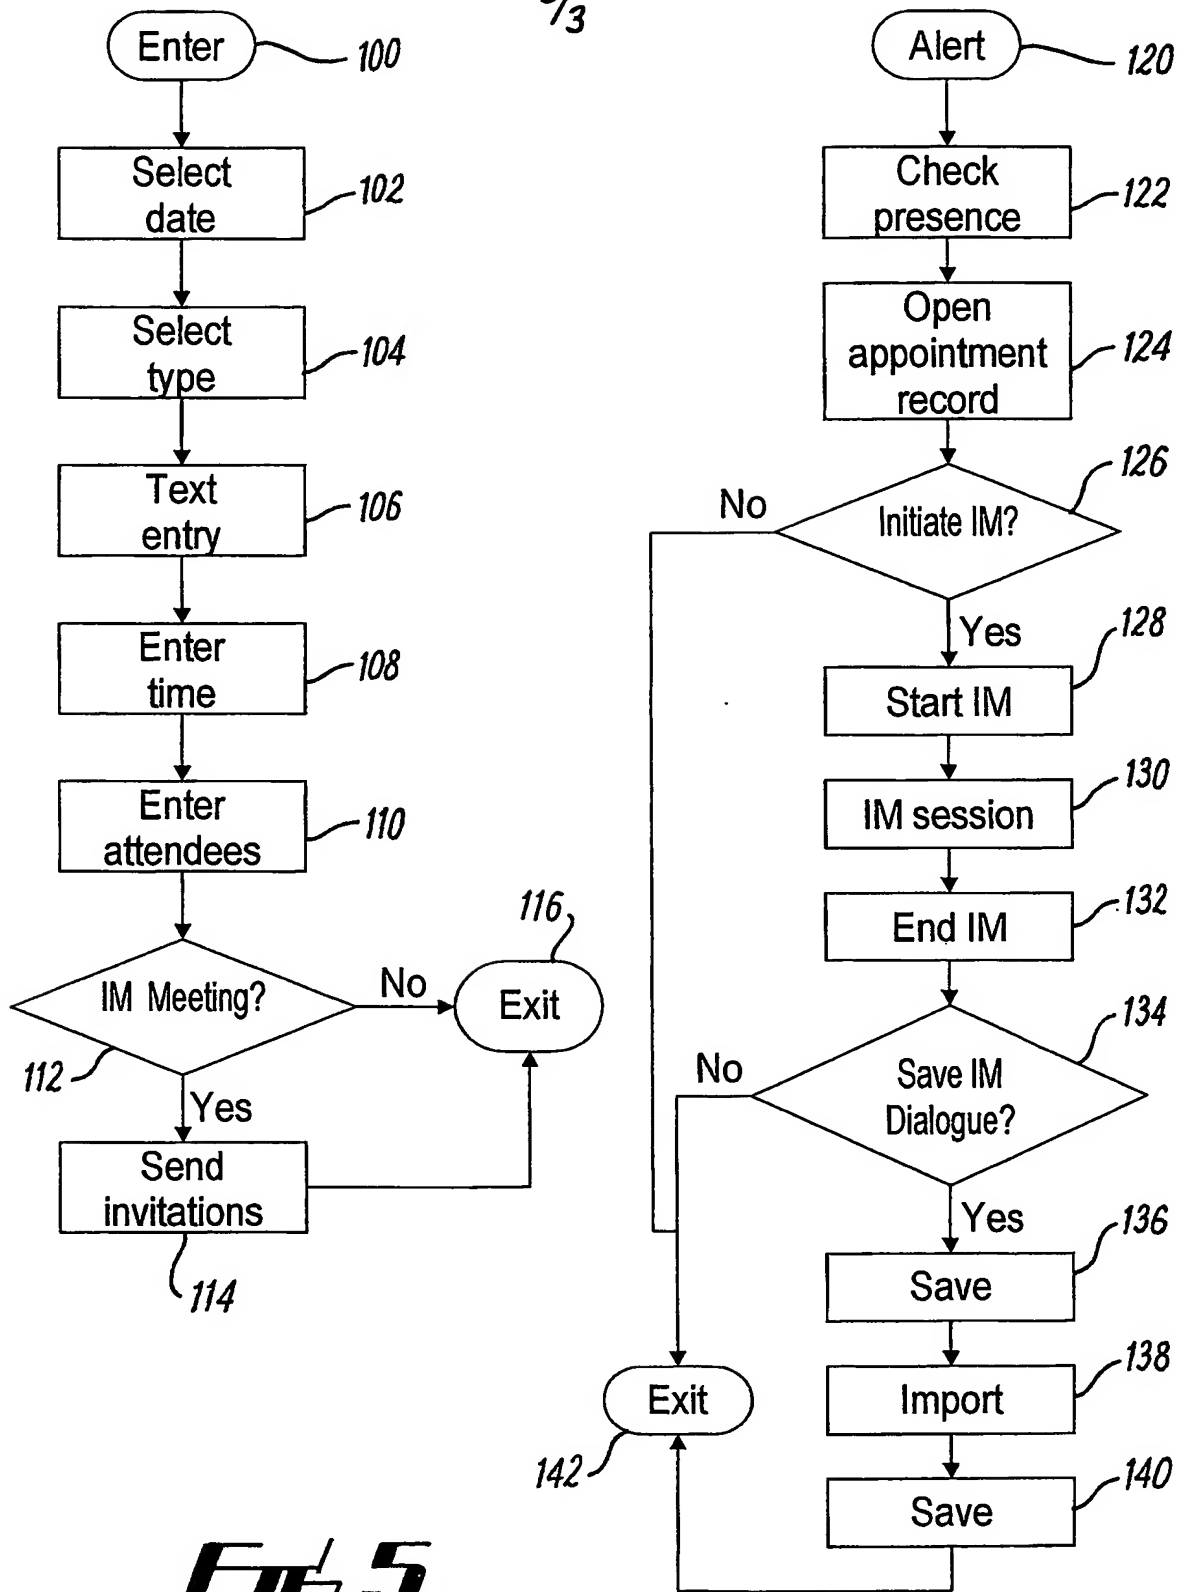 /3
Enter
100
Select
date
102
Select
type
104
Text
entry
106
Enter
time
108
Enter
attendees
110
IM Meeting?
112
No
116
Exit
Yes
Send
invitations
114
Alert
120
Check
presence
122
Open
appointment
record
124
Initiate IM?
126
No
Yes
Start IM
128
IM session
130
End IM
132
Save IM
Dialogue?
134
No
Yes
Save
136
Import
138
Save
140
Exit
142
Fig 5